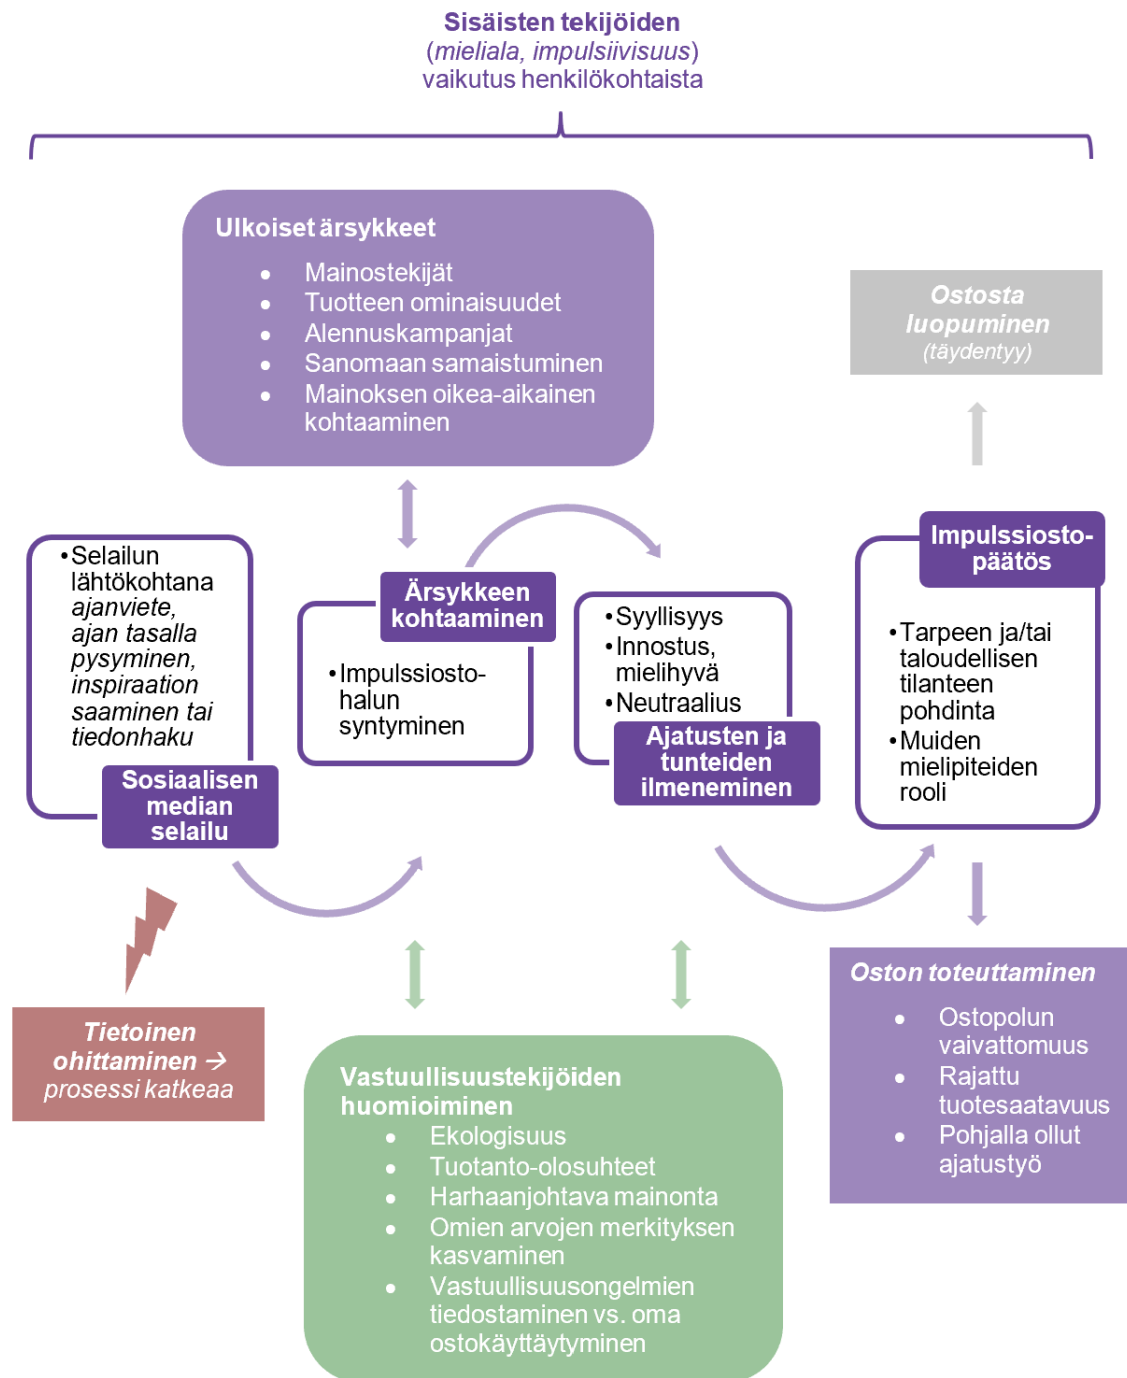 Sisäisten tekijöiden
(mieliala, impulsiivisuus)
vaikutus henkilökohtaista
Ulkoiset ärsykkeet
• Mainostekijät
• Tuotteen ominaisuudet
• Alennuskampanjat
• Sanomaan samaistuminen
• Mainoksen oikea-aikainen
kohtaaminen
Ostosta
luopuminen
(täydentyy)
•Selailun
lähtökohtana
ajanviete,
ajan tasalla
pysyminen,
inspiraation
saaminen tai
tiedonhaku
Sosiaalisen
median
selailu
Ärsykkeen
kohtaaminen
•Impulssiosto-
halun
syntyminen
•Syyllisyys
•Innostus,
mielihyvä
•Neutraalius
Ajatusten ja
tunteiden
ilmeneminen
Impulssiosto-
päätös
•Tarpeen ja/tai
taloudellisen
tilanteen
pohdinta
•Muiden
mielipiteiden
rooli
Tietoinen
ohittaminen →
prosessi katkeaa
Vastuullisuustekijöiden
huomioiminen
• Ekologisuus
• Tuotanto-olosuhteet
• Harhaanjohtava mainonta
• Omien arvojen merkityksen
kasvaminen
• Vastuullisuusongelmien
tiedostaminen vs. oma
ostokäyttäytyminen
Oston toteuttaminen
• Ostopolun
vaivattomuus
• Rajattu
tuotesaatavuus
• Pohjalla ollut
ajatustyö